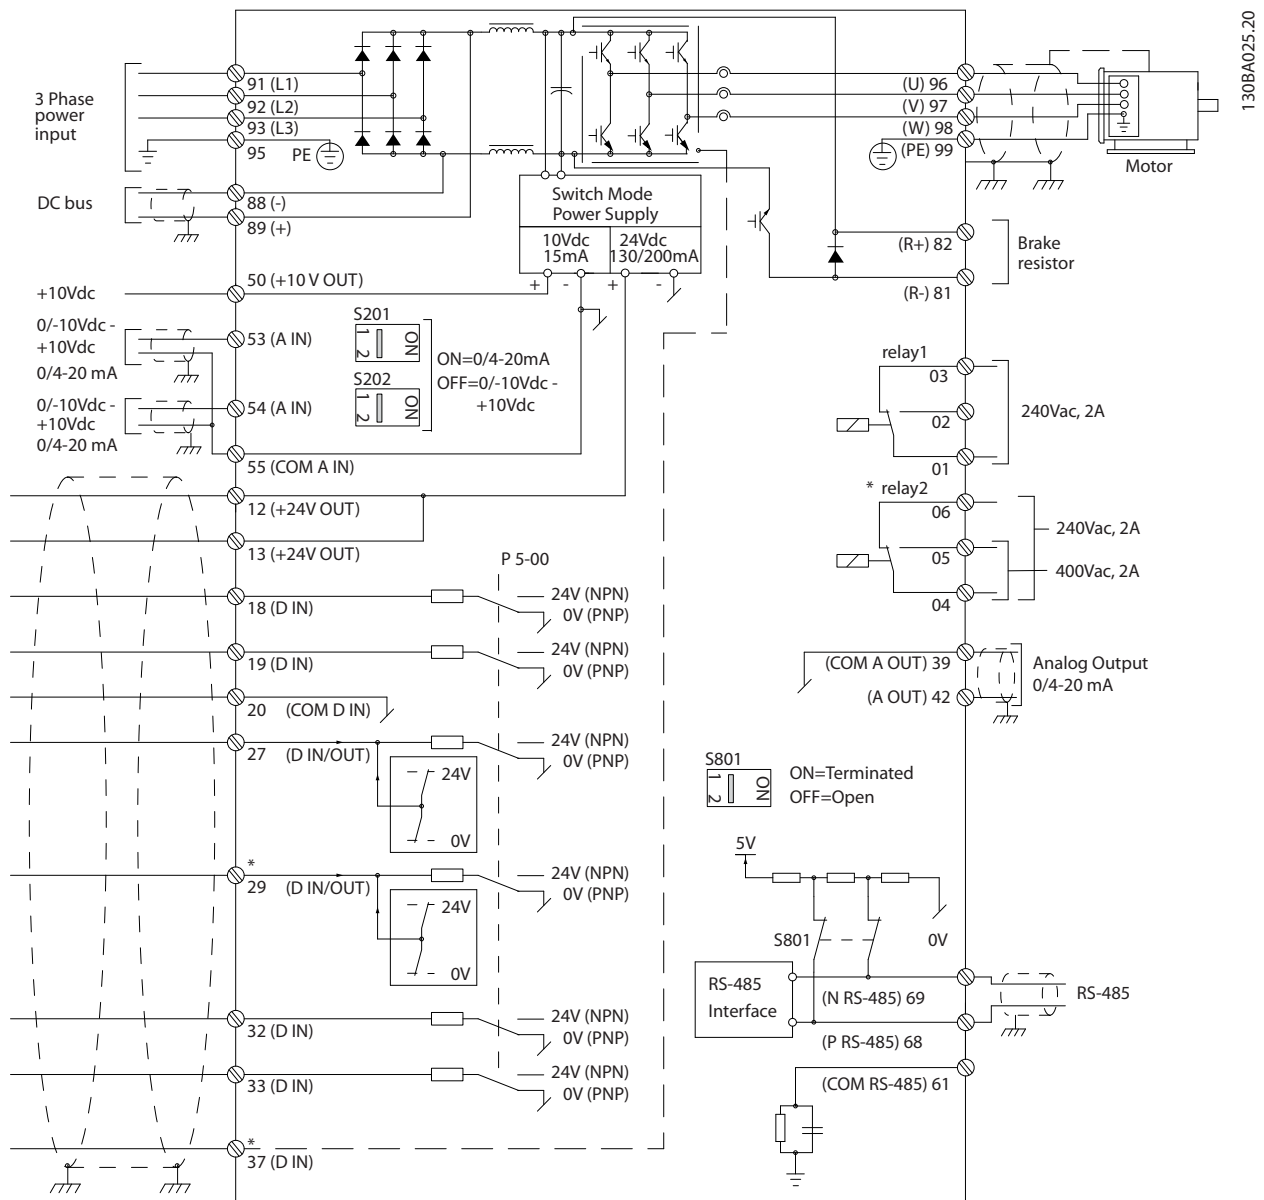 130BA025.20
3 Phase
power
input
91 (L1)
92 (L2)
93 (L3)
95
PE
DC bus
88 (-)
89 (+)
Switch Mode
Power Supply
10Vdc
15mA
24Vdc
130/200mA
+ - + -
(U) 96
(V) 97
(W) 98
(PE) 99
Motor
(R+) 82
Brake
resistor
(R-) 81
+10Vdc
50 (+10 V OUT)
0/-10Vdc -
+10Vdc
0/4-20 mA
53 (A IN)
S201
1 2
ON
S202
1 2
ON
ON=0/4-20mA
OFF=0/-10Vdc -
+10Vdc
0/-10Vdc -
+10Vdc
0/4-20 mA
54 (A IN)
55 (COM A IN)
12 (+24V OUT)
13 (+24V OUT)
P 5-00
18 (D IN)
24V (NPN)
0V (PNP)
19 (D IN)
24V (NPN)
0V (PNP)
20 (COM D IN)
27 (D IN/OUT)
24V (NPN)
0V (PNP)
24V
0V
*
29 (D IN/OUT)
24V (NPN)
0V (PNP)
24V
0V
32 (D IN)
24V (NPN)
0V (PNP)
33 (D IN)
24V (NPN)
0V (PNP)
*
37 (D IN)
relay1
03
02
01
240Vac, 2A
* relay2
06
05
04
240Vac, 2A
400Vac, 2A
(COM A OUT) 39
(A OUT) 42
Analog Output
0/4-20 mA
S801
1 2
ON
ON=Terminated
OFF=Open
5V
S801
0V
RS-485
Interface
(N RS-485) 69
RS-485
(P RS-485) 68
(COM RS-485) 61